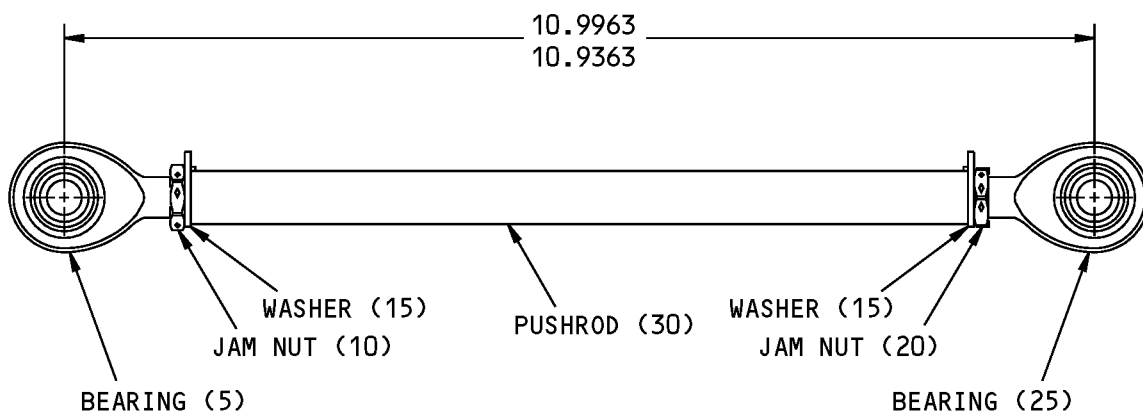 10.9963
10.9363
WASHER (15)
JAM NUT (10)
BEARING (5)
PUSHROD (30)
WASHER (15)
JAM NUT (20)
BEARING (25)